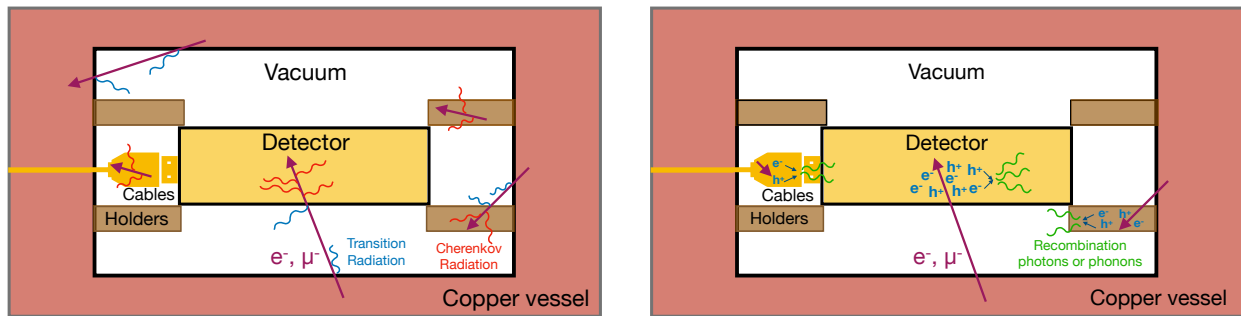 Vacuum
Detector
Cables
Holders
Transition
Radiation
Cherenkov
Radiation
e⁻, μ⁻
Copper vessel
Vacuum
Detector
e⁻
h⁺
e⁻ h⁺ e⁻ h⁺
e⁻ h⁺ h⁺ e⁻
Cables
Holders
e⁻ h⁺
h⁺ e⁻
Recombination
photons or phonons
e⁻, μ⁻
Copper vessel